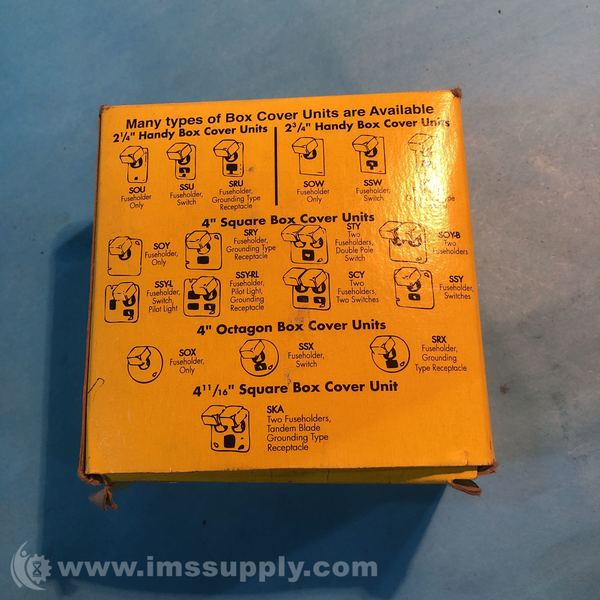 Many types of Box Cover Units are Available
2¼" Handy Box Cover Units
2¾" Handy Box Cover Units
SOU
Fuseholder
Only
SSU
Fuseholder,
Switch
SRU
Fuseholder,
Grounding Type
Receptacle
SOW
Fuseholder
Only
SSW
Fuseholder,
Switch
4" Square Box Cover Units
SOY
Fuseholder,
Only
SRY
Fuseholder,
Grounding Type
Receptacle
STY
Two
Fuseholders,
Double Pole
Switch
SOY-B
Two
Fuseholders
SSY-L
Fuseholder,
Switch,
Pilot Light
SSY-RL
Fuseholder,
Pilot Light,
Grounding
Receptacle
SCY
Two
Fuseholders,
Two Switches
SSY
Fuseholder,
Switches
4" Octagon Box Cover Units
SOX
Fuseholder,
Only
SSX
Fuseholder,
Switch
SRX
Fuseholder,
Grounding
Type Receptacle
4 11/16" Square Box Cover Unit
SKA
Two Fuseholders,
Tandem Blade
Grounding Type
Receptacle
www.imssupply.com